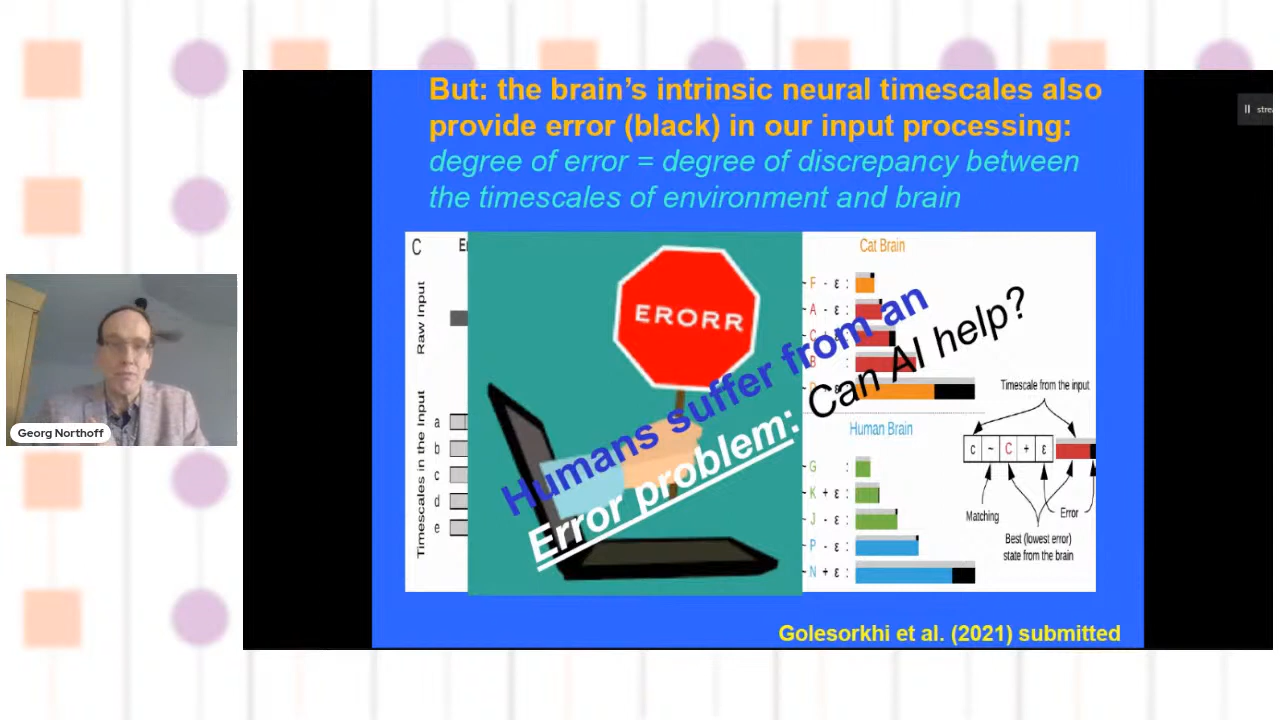 But: the brain's intrinsic neural timescales also
provide error (black) in our input processing:
degree of error = degree of discrepancy between
the timescales of environment and brain
stre
C
Raw Input
Timescales in the Input
a
b
c
d
e
ERORR
Humans suffer from an
Error problem: Can AI help?
Cat Brain
F - ε :
A - ε :
C
B
ε :
Human Brain
G :
K + ε :
J - ε :
P - ε :
N + ε :
Timescale from the input
c ~ C + ε
Matching
Error
Best (lowest error)
state from the brain
Golesorkhi et al. (2021) submitted
Georg Northoff